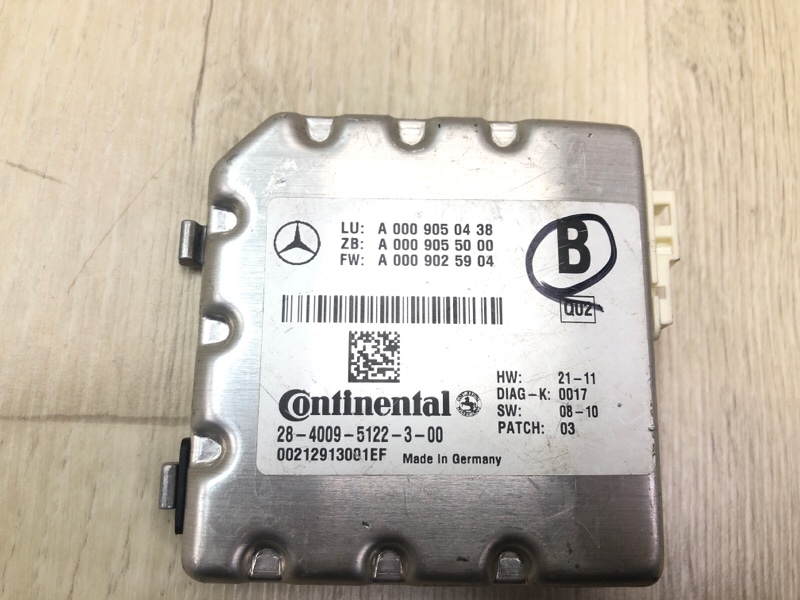 LU: A 000 905 04 38
ZB: A 000 905 50 00
FW: A 000 902 59 04
B
QU2
HW: 21-11
DIAG-K: 0017
SW: 08-10
PATCH: 03
Continental
28-4009-5122-3-00
00212913001EF Made in Germany